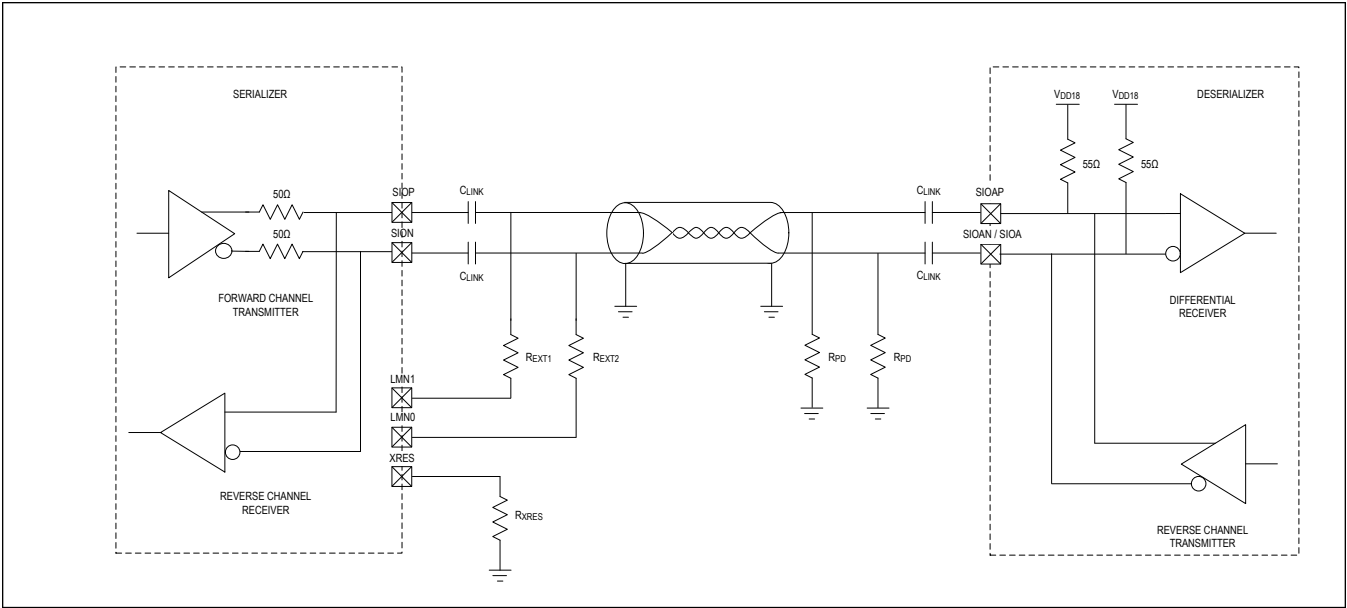 SERIALIZER
DESERIALIZER
VDD18
VDD18
55Ω
55Ω
50Ω
50Ω
SIOP
SION
CLINK
CLINK
CLINK
CLINK
SIOAP
SIOAN / SIOA
FORWARD CHANNEL
TRANSMITTER
DIFFERENTIAL
RECEIVER
REXT1
REXT2
RPD
RPD
LMN1
LMN0
XRES
RXRES
REVERSE CHANNEL
RECEIVER
REVERSE CHANNEL
TRANSMITTER